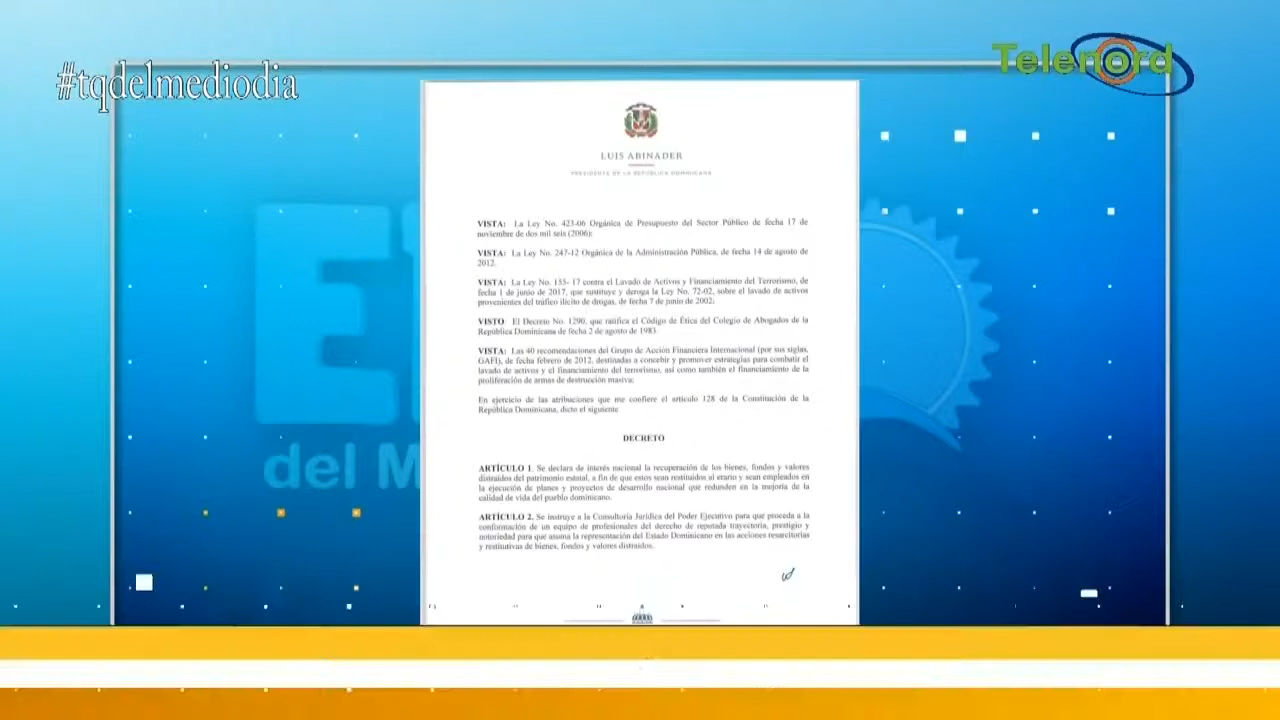 #tqdelmediodia
Telenord
LUIS ABINADER
PRESIDENTE DE LA REPÚBLICA DOMINICANA
VISTA: La Ley No. 423-06 Orgánica de Presupuesto del Sector Público de fecha 17 de
noviembre de dos mil seis (2006);
VISTA: La Ley No. 247-12 Orgánica de la Administración Pública, de fecha 14 de agosto de
2012.
VISTA: La Ley No. 155- 17 contra el Lavado de Activos y Financiamiento del Terrorismo, de
fecha 1 de junio de 2017, que sustituye y deroga la Ley No. 72-02, sobre el lavado de activos
provenientes del tráfico ilícito de drogas, de fecha 7 de junio de 2002;
VISTO: El Decreto No. 1290, que ratifica el Código de Ética del Colegio de Abogados de la
República Dominicana de fecha 2 de agosto de 1983
VISTA: Las 40 recomendaciones del Grupo de Acción Financiera Internacional (por sus siglas,
GAFI), de fecha febrero de 2012, destinadas a concebir y promover estrategias para combatir el
lavado de activos y el financiamiento del terrorismo, así como también el financiamiento de la
proliferación de armas de destrucción masiva;
En ejercicio de las atribuciones que me confiere el artículo 128 de la Constitución de la
República Dominicana, dicto el siguiente
DECRETO
ARTÍCULO 1. Se declara de interés nacional la recuperación de los bienes, fondos y valores
distraídos del patrimonio estatal, a fin de que estos sean restituidos al erario y sean empleados en
la ejecución de planes y proyectos de desarrollo nacional que redunden en la mejoría de la
calidad de vida del pueblo dominicano.
ARTÍCULO 2. Se instruye a la Consultoría Jurídica del Poder Ejecutivo para que proceda a la
conformación de un equipo de profesionales del derecho de reputada trayectoria, prestigio y
notoriedad para que asuma la representación del Estado Dominicano en las acciones resarcitorias
y restitutivas de bienes, fondos y valores distraídos.
del M